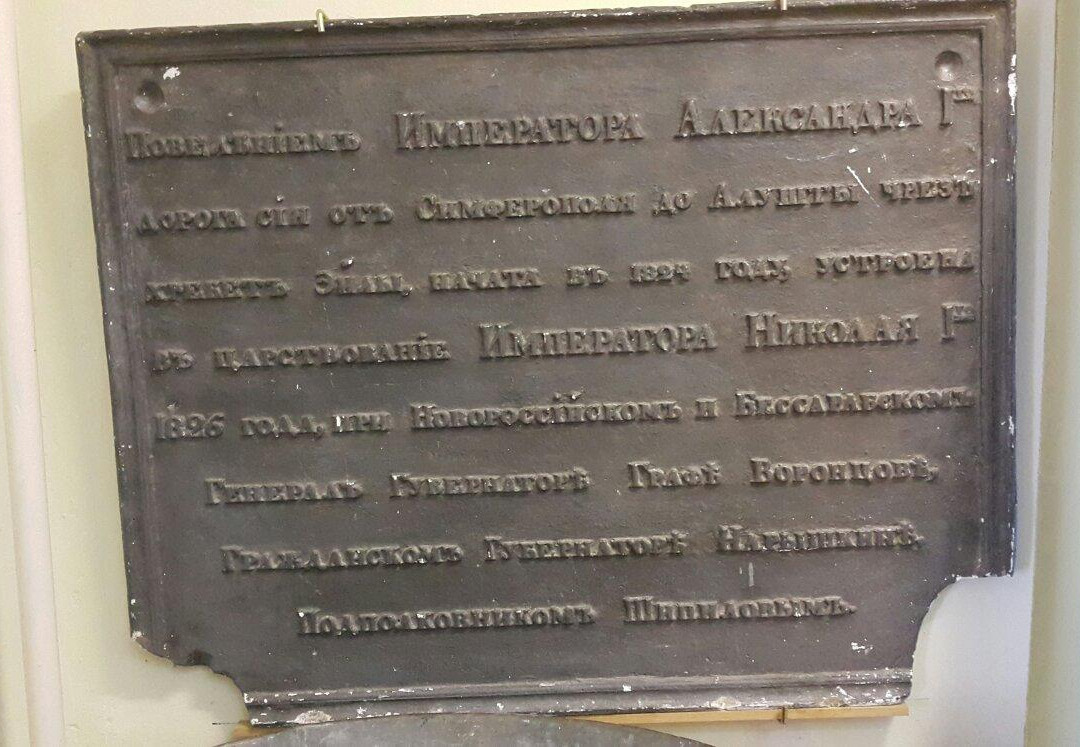 Повелѣніемъ Императора Александра Iго
дорога сія отъ Симферополя до Алушты чрезъ
хребетъ Эйлы, начата въ 1824 году, устроена
въ царствованіе Императора Николая Iго
1826 года, при Новороссійскомъ и Бессарабскомъ
Генералъ Губернаторѣ Графѣ Воронцовѣ,
Гражданскомъ Губернаторѣ Нарышкинѣ,
Подполковникомъ Шипиловымъ.